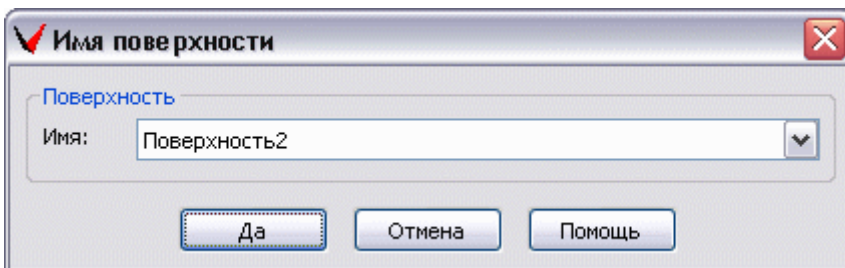 Имя поверхности
Поверхность
Имя: Поверхность2
Да Отмена Помощь